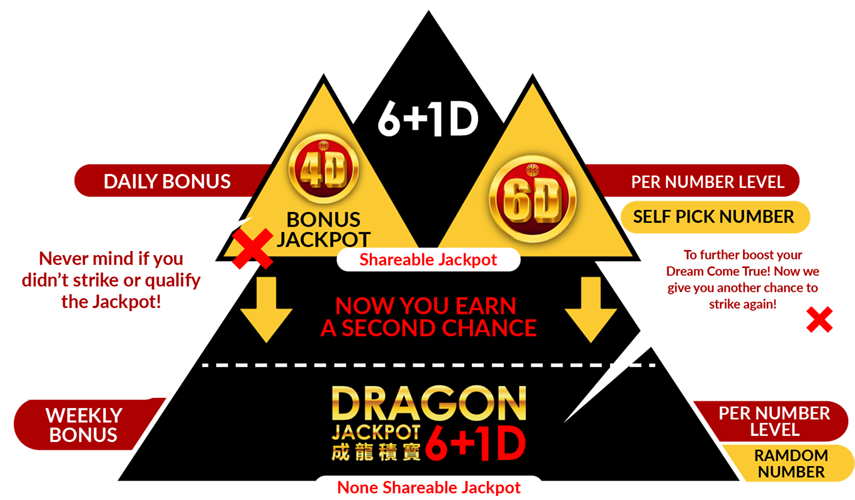 6+1D
4D
6D
DAILY BONUS
BONUS
JACKPOT
PER NUMBER LEVEL
SELF PICK NUMBER
Shareable Jackpot
Never mind if you
didn't strike or qualify
the Jackpot!
To further boost your
Dream Come True! Now we
give you another chance to
strike again!
NOW YOU EARN
A SECOND CHANCE
WEEKLY
BONUS
DRAGON
JACKPOT
成龍積寶
6+1D
PER NUMBER
LEVEL
RAMDOM
NUMBER
None Shareable Jackpot